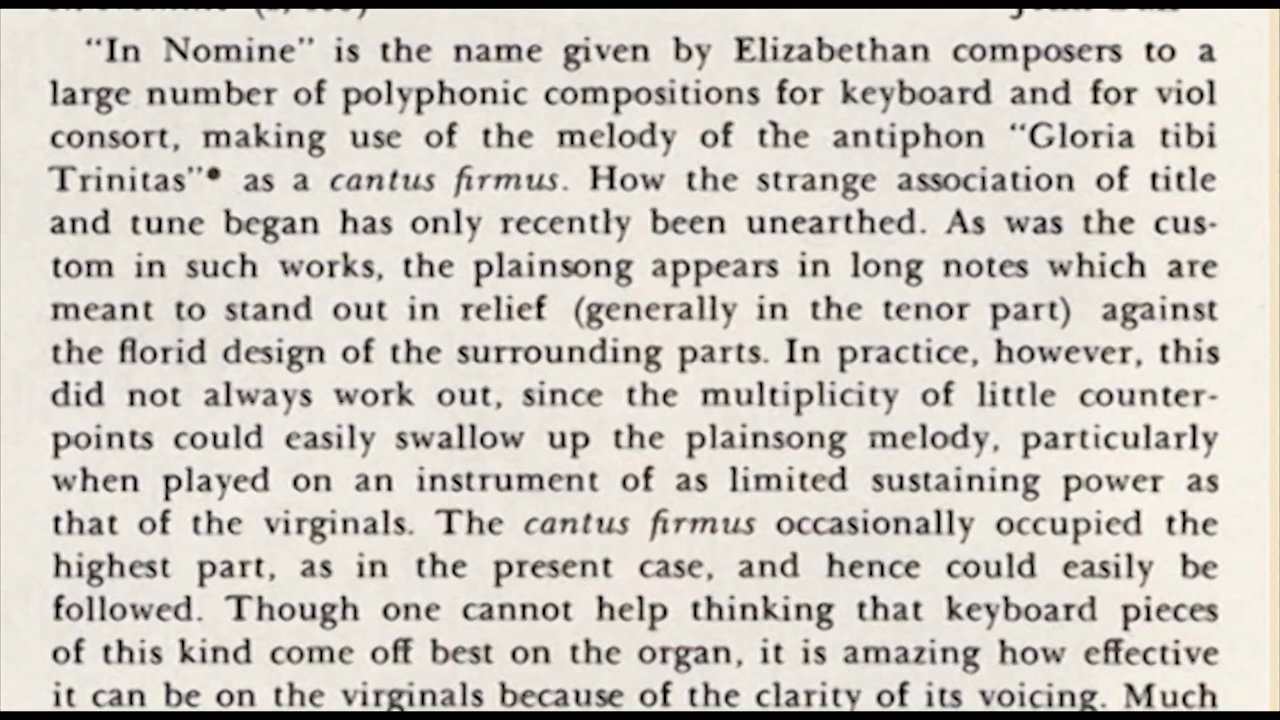 “In Nomine” is the name given by Elizabethan composers to a
large number of polyphonic compositions for keyboard and for viol
consort, making use of the melody of the antiphon “Gloria tibi
Trinitas”• as a cantus firmus. How the strange association of title
and tune began has only recently been unearthed. As was the cus-
tom in such works, the plainsong appears in long notes which are
meant to stand out in relief (generally in the tenor part) against
the florid design of the surrounding parts. In practice, however, this
did not always work out, since the multiplicity of little counter-
points could easily swallow up the plainsong melody, particularly
when played on an instrument of as limited sustaining power as
that of the virginals. The cantus firmus occasionally occupied the
highest part, as in the present case, and hence could easily be
followed. Though one cannot help thinking that keyboard pieces
of this kind come off best on the organ, it is amazing how effective
it can be on the virginals because of the clarity of its voicing. Much